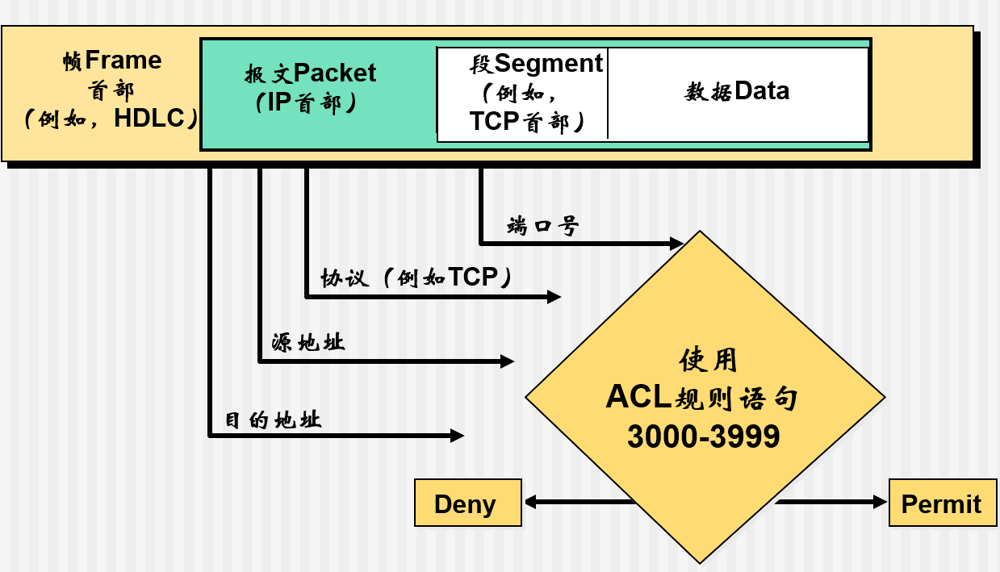 帧Frame
首部
（例如，HDLC）
报文Packet
（IP首部）
段Segment
（例如，
TCP首部）
数据Data
端口号
协议（例如TCP）
源地址
目的地址
使用
ACL规则语句
3000-3999
Deny
Permit